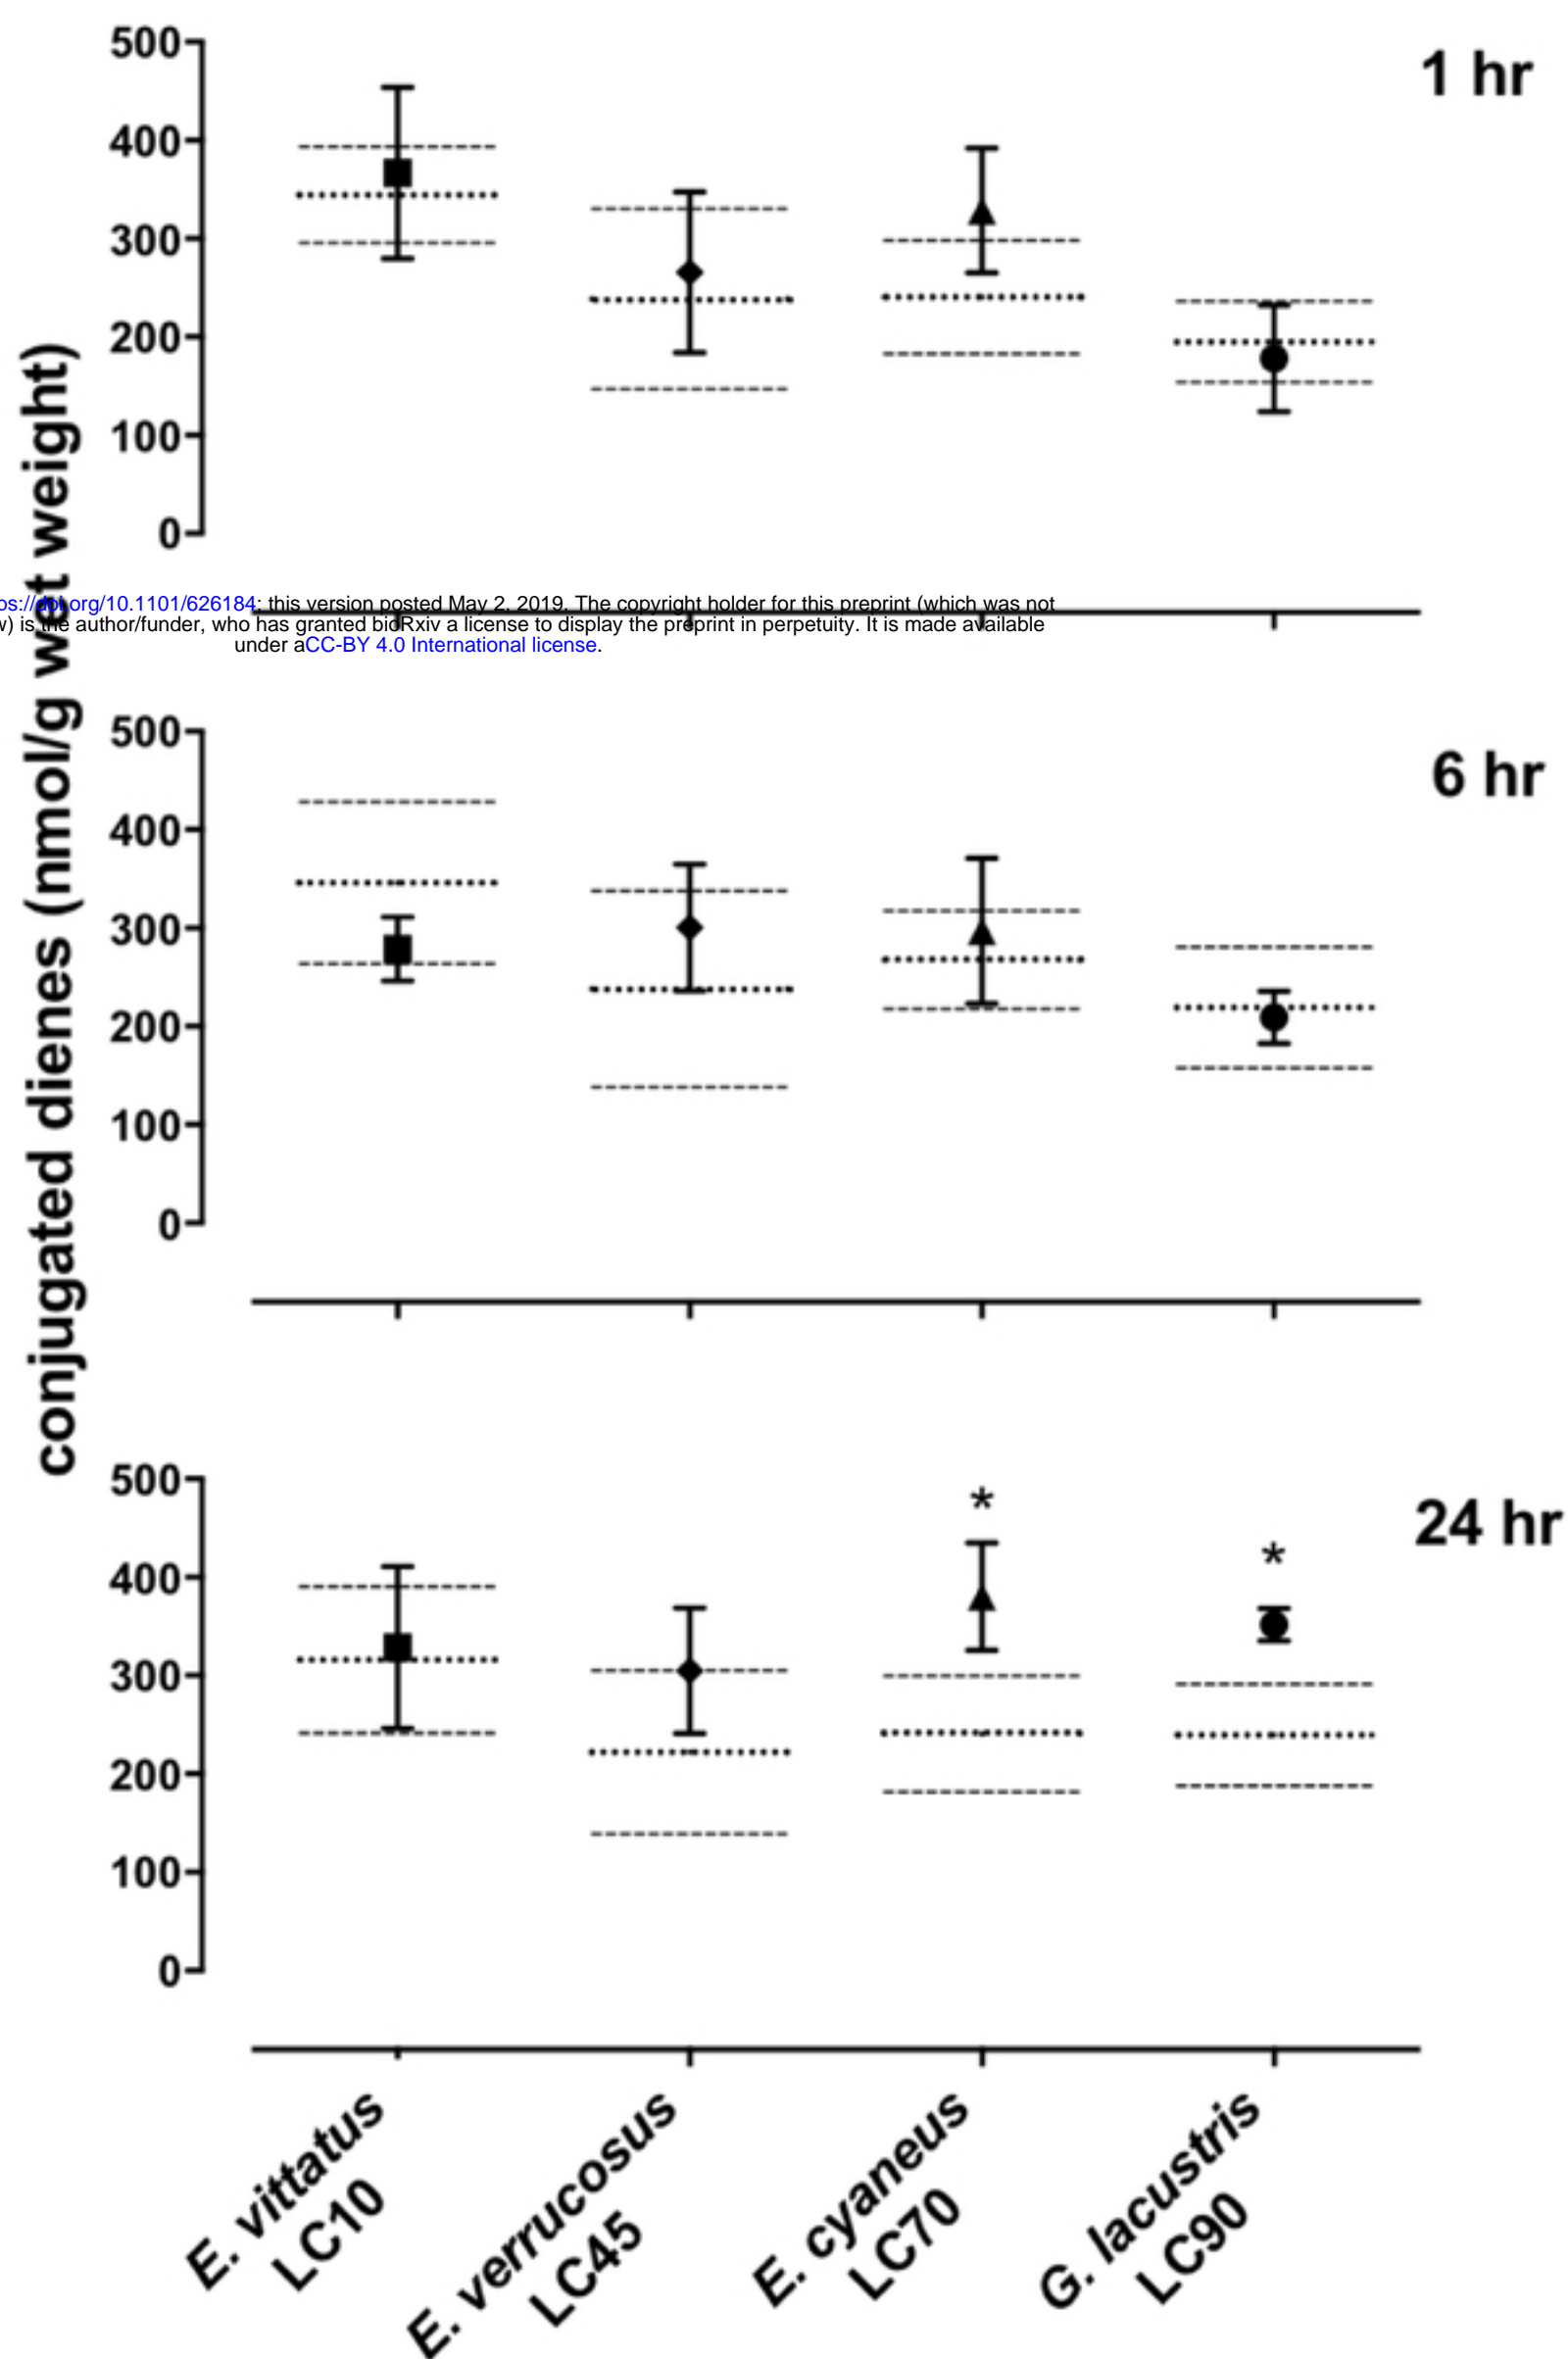 conjugated dienes (nmol/g wet weight)
500
400
300
200
100
0
1 hr
os://doi.org/10.1101/626184; this version posted May 2, 2019. The copyright holder for this preprint (which was not
w) is the author/funder, who has granted bioRxiv a license to display the preprint in perpetuity. It is made available
under aCC-BY 4.0 International license.
500
400
300
200
100
0
6 hr
500
400
300
200
100
0
24 hr
*
*
E. vittatus
LC10
E. verrucosus
LC45
E. cyaneus
LC70
G. lacustris
LC90